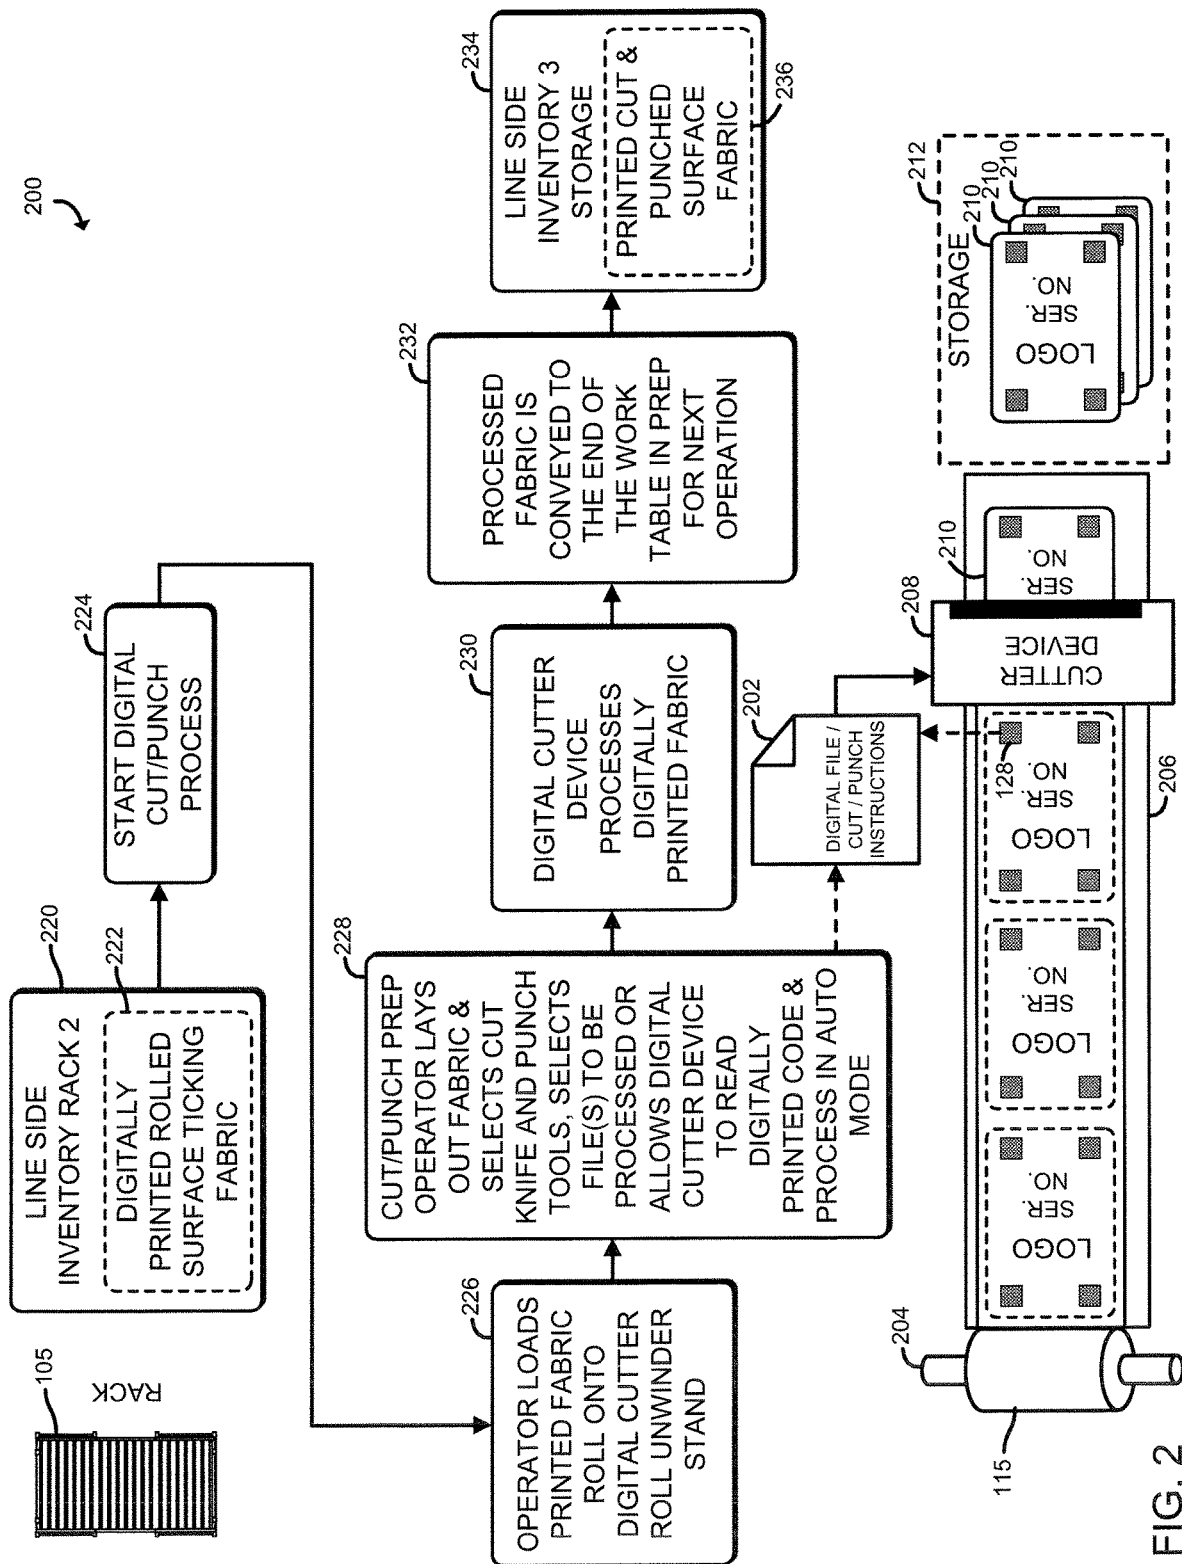 200
105
RACK
220
LINE SIDE
INVENTORY RACK 2
222
DIGITALLY
PRINTED ROLLED
SURFACE TICKING
FABRIC
224
START DIGITAL
CUT/PUNCH
PROCESS
226
OPERATOR LOADS
PRINTED FABRIC
ROLL ONTO
DIGITAL CUTTER
ROLL UNWINDER
STAND
228
CUT/PUNCH PREP
OPERATOR LAYS
OUT FABRIC &
SELECTS CUT
KNIFE AND PUNCH
TOOLS, SELECTS
FILE(S) TO BE
PROCESSED OR
ALLOWS DIGITAL
CUTTER DEVICE
TO READ
DIGITALLY
PRINTED CODE &
PROCESS IN AUTO
MODE
230
DIGITAL CUTTER
DEVICE
PROCESSES
DIGITALLY
PRINTED FABRIC
232
PROCESSED
FABRIC IS
CONVEYED TO
THE END OF
THE WORK
TABLE IN PREP
FOR NEXT
OPERATION
234
LINE SIDE
INVENTORY 3
STORAGE
PRINTED CUT &
PUNCHED
SURFACE
FABRIC
236
202
DIGITAL FILE /
CUT / PUNCH
INSTRUCTIONS
204
115
LOGO
SER.
NO.
LOGO
SER.
NO.
LOGO
SER.
NO.
128
206
208
CUTTER
DEVICE
210
SER.
NO.
212
STORAGE
210
210
210
LOGO
SER.
NO.
FIG. 2